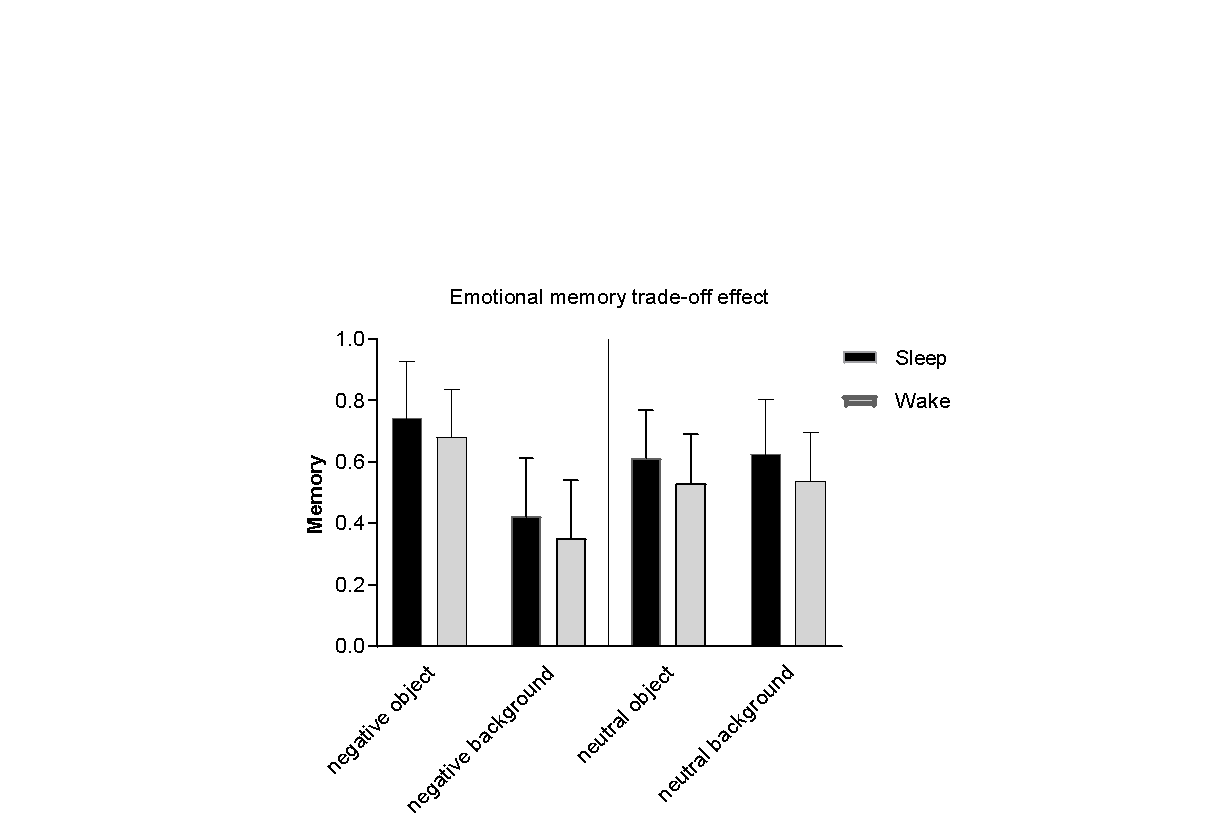 Emotional memory trade-off effect
1.0
0.8
0.6
0.4
0.2
0.0
Memory
Sleep
Wake
negative object
negative background
neutral object
neutral background